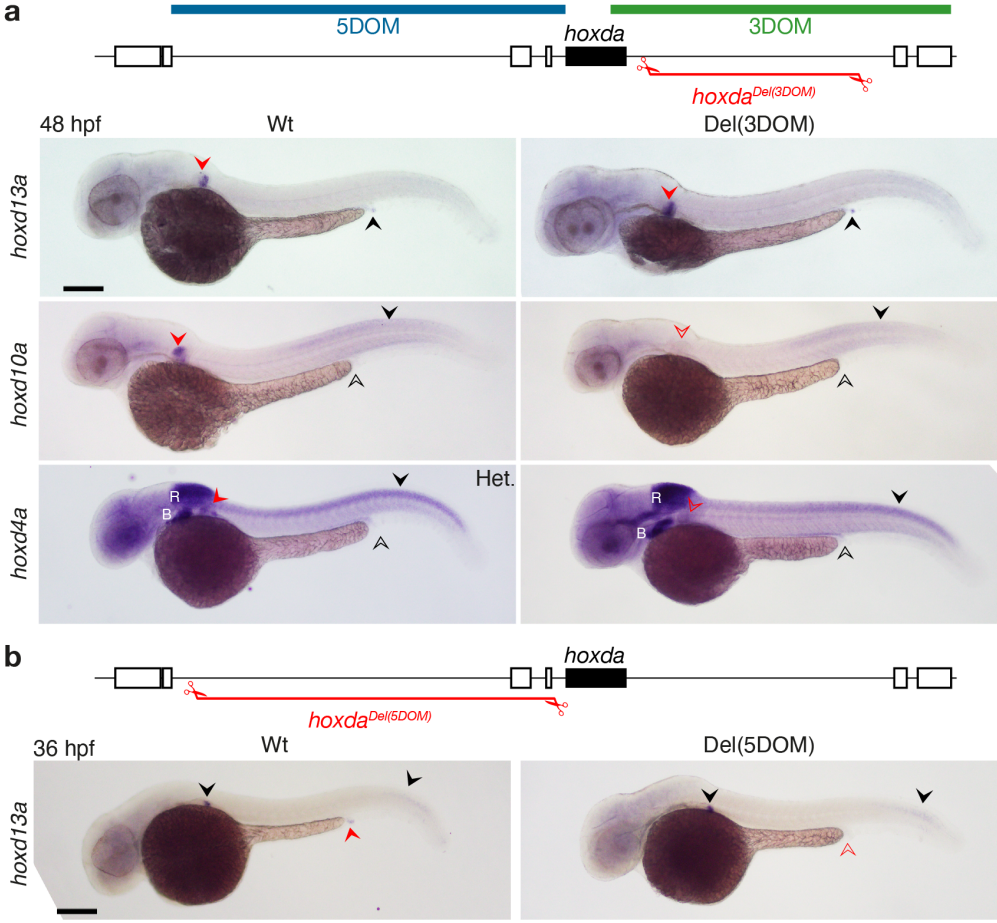 a
5DOM
hoxda
3DOM
hoxda^Del(3DOM)
48 hpf
Wt
Del(3DOM)
hoxd13a
hoxd10a
hoxd4a
R
B
Het.
R
B
b
hoxda
hoxda^Del(5DOM)
36 hpf
Wt
Del(5DOM)
hoxd13a